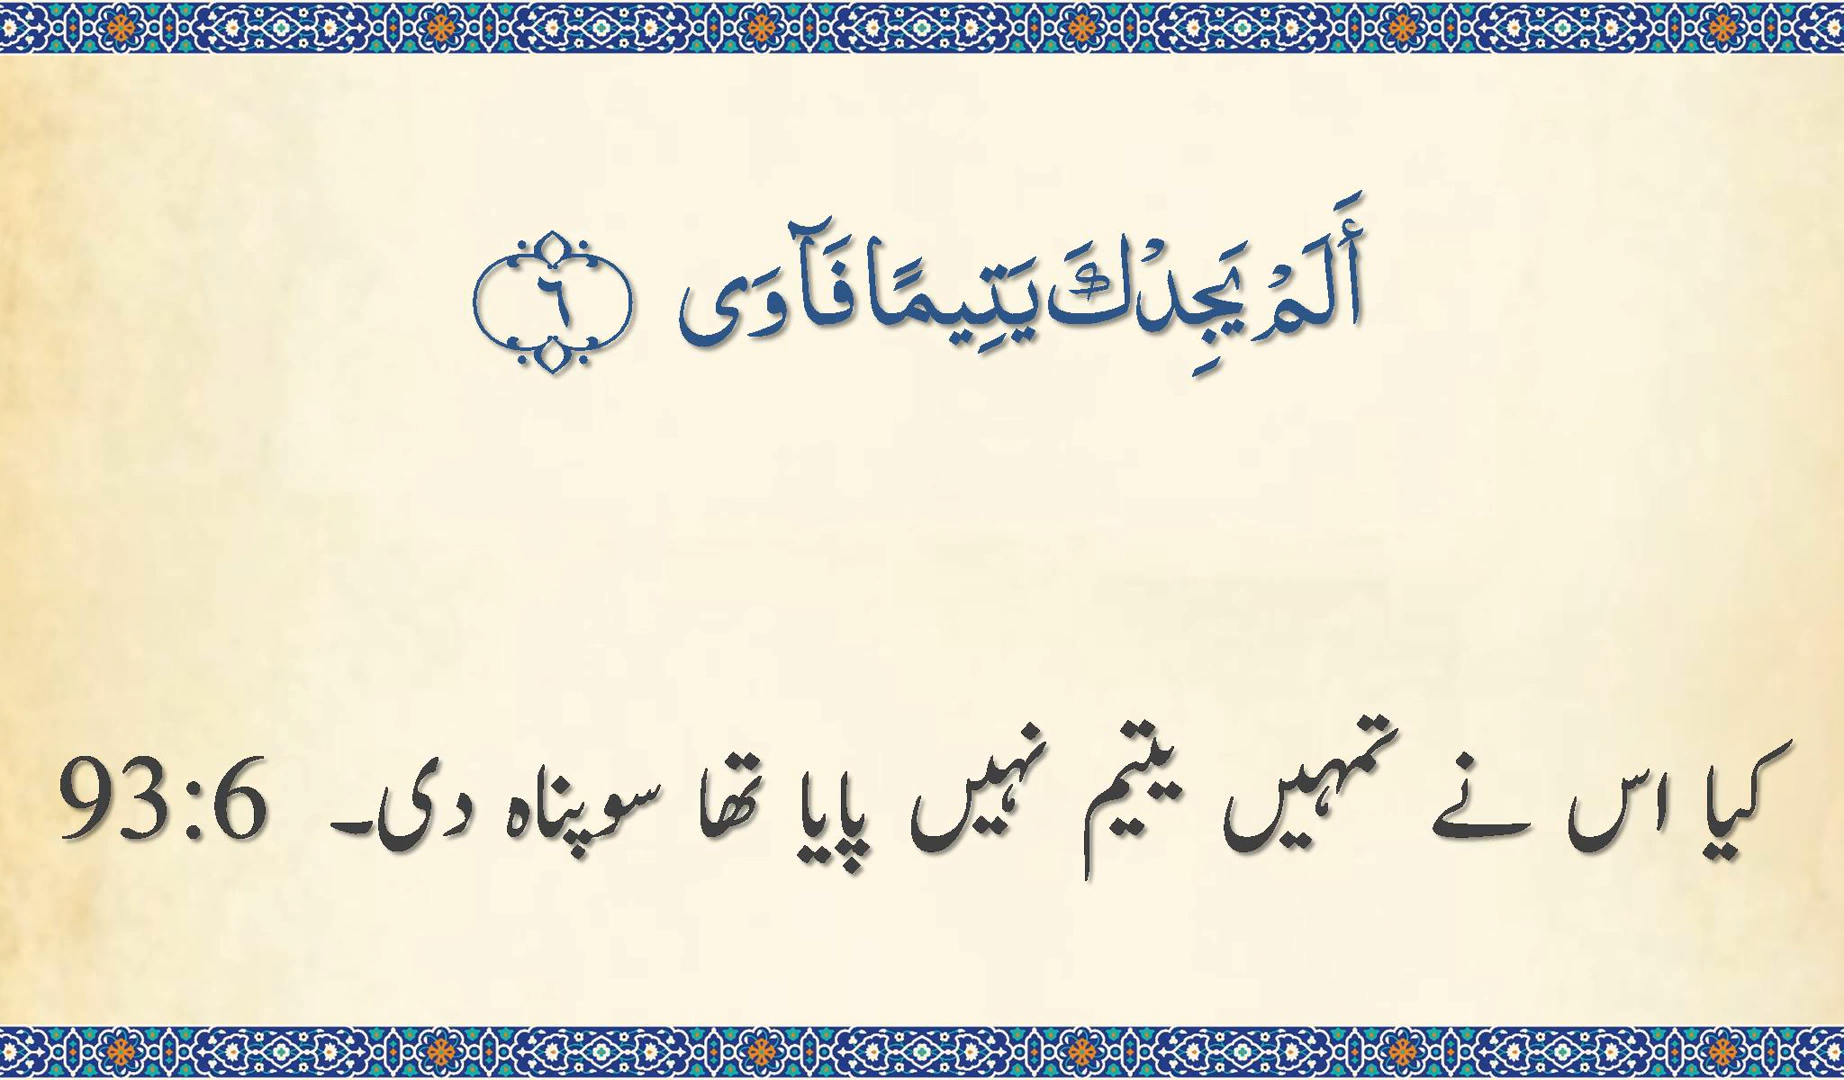 أَلَمْ يَجِدْكَ يَتِيمًا فَآوَى ٦
کیا اس نے تمہیں یتیم نہیں پایا تھا سو پناہ دی۔ 93:6